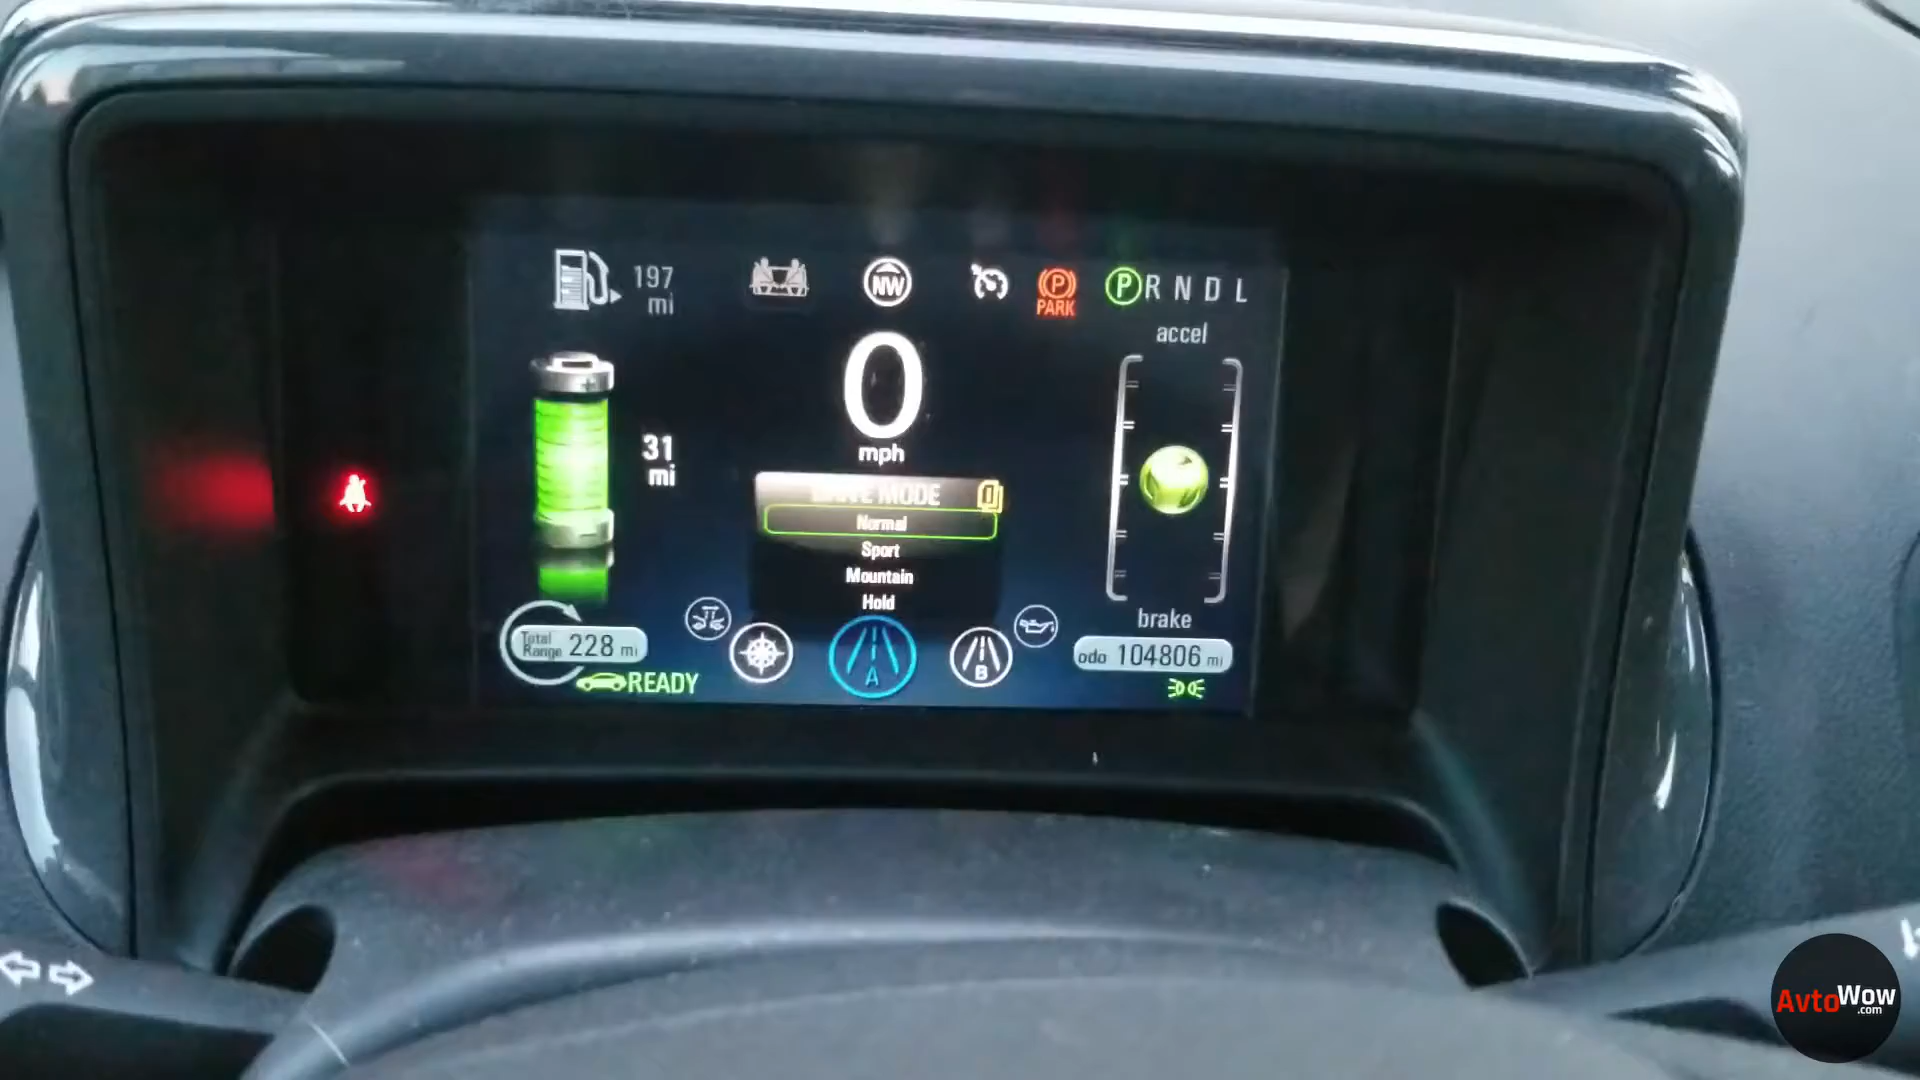 197
mi
NW
P
PARK
P R N D L
accel
0
mph
31
mi
MODE
Normal
Sport
Mountain
Hold
brake
Total
Range
228 mi
A
B
odo 104806 mi
READY
AvtoWow
.com